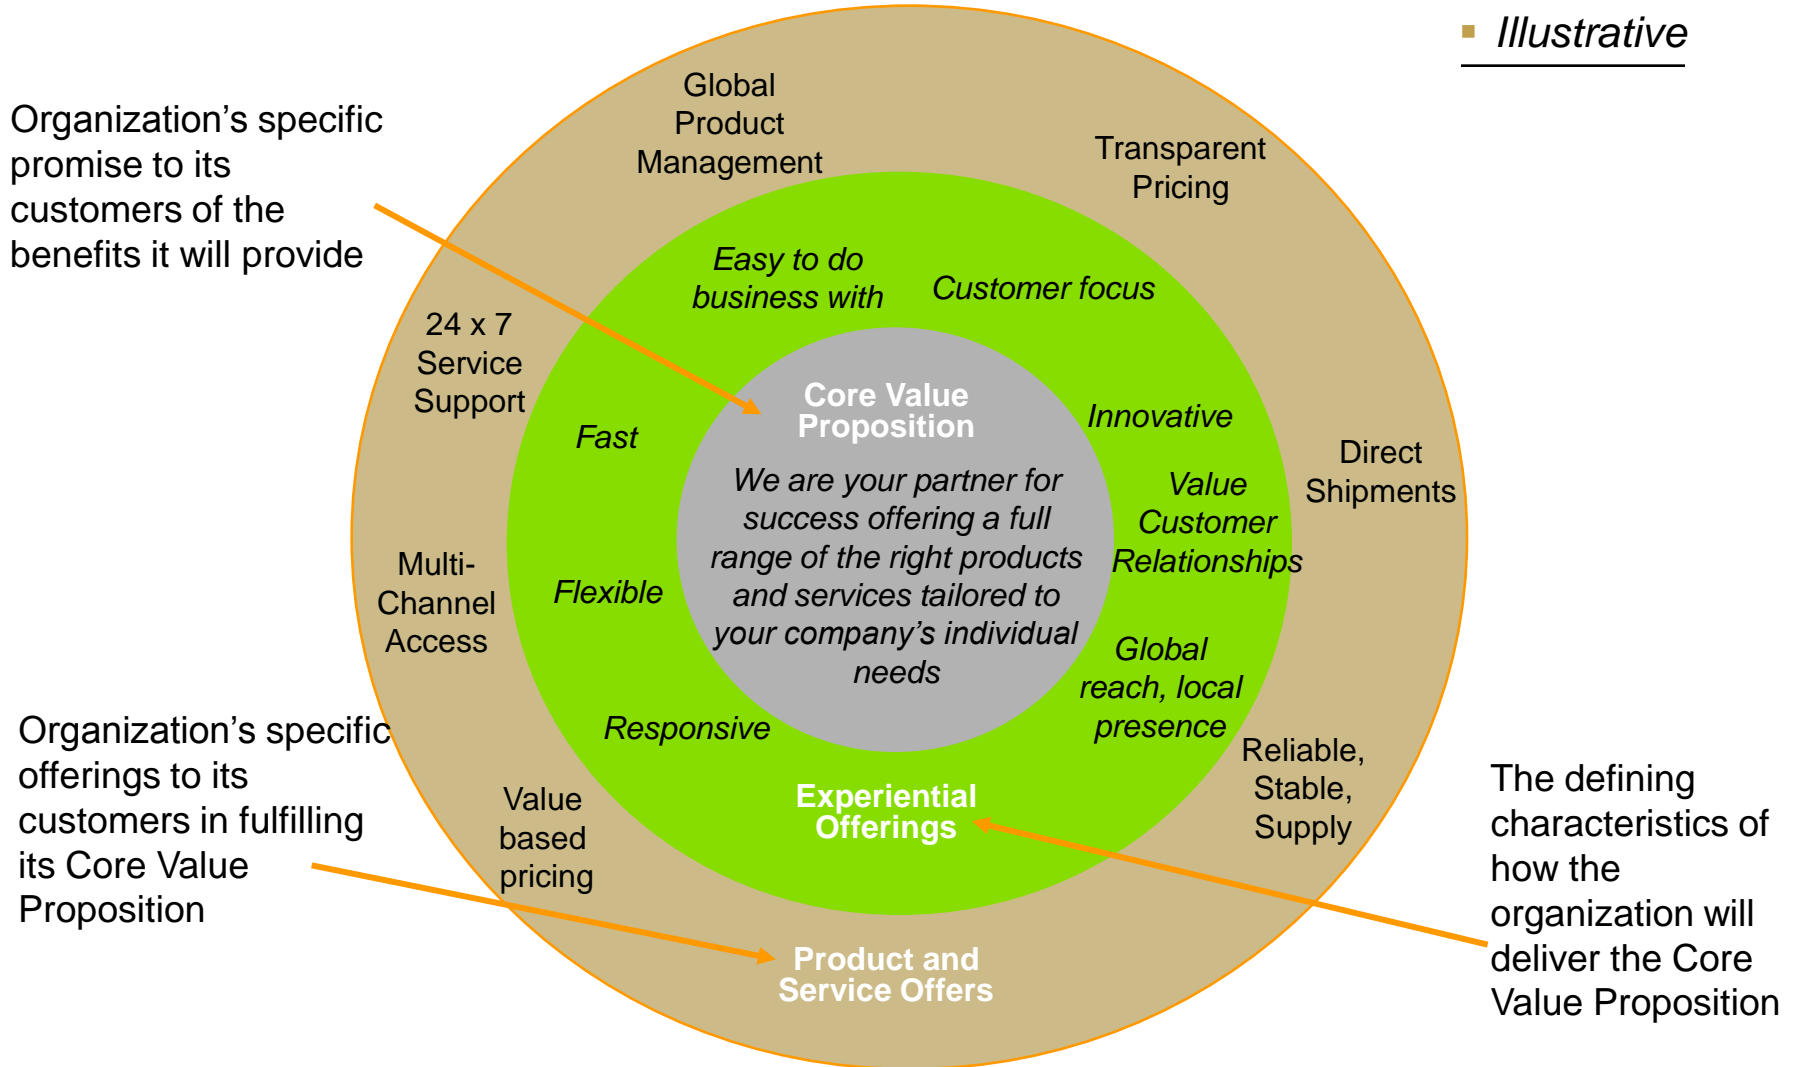 Illustrative
Organization’s specific
promise to its
customers of the
benefits it will provide
Global
Product
Management
Transparent
Pricing
Easy to do
business with
Customer focus
24 x 7
Service
Support
Fast
Core Value
Proposition
Innovative
Direct
Shipments
We are your partner for
success offering a full
range of the right products
and services tailored to
your company’s individual
needs
Value
Customer
Relationships
Multi-
Channel
Access
Flexible
Global
reach, local
presence
Responsive
Reliable,
Stable,
Supply
Organization’s specific
offerings to its
customers in fulfilling
its Core Value
Proposition
Value
based
pricing
Experiential
Offerings
The defining
characteristics of
how the
organization will
deliver the Core
Value Proposition
Product and
Service Offers